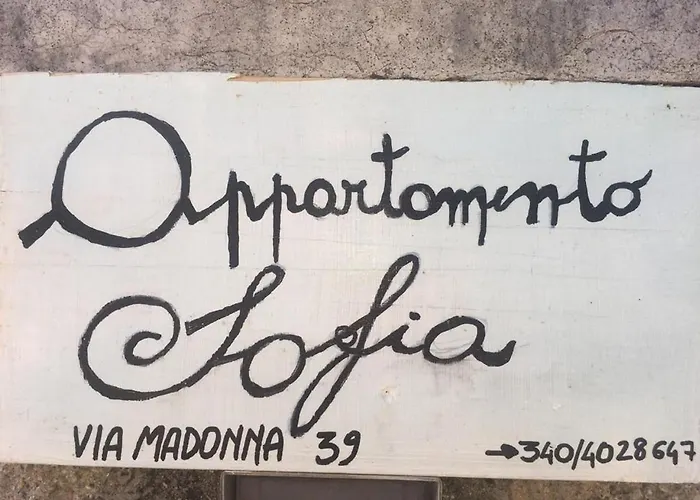 Appartamento
Sofia
VIA MADONNA 39 →340/4028647